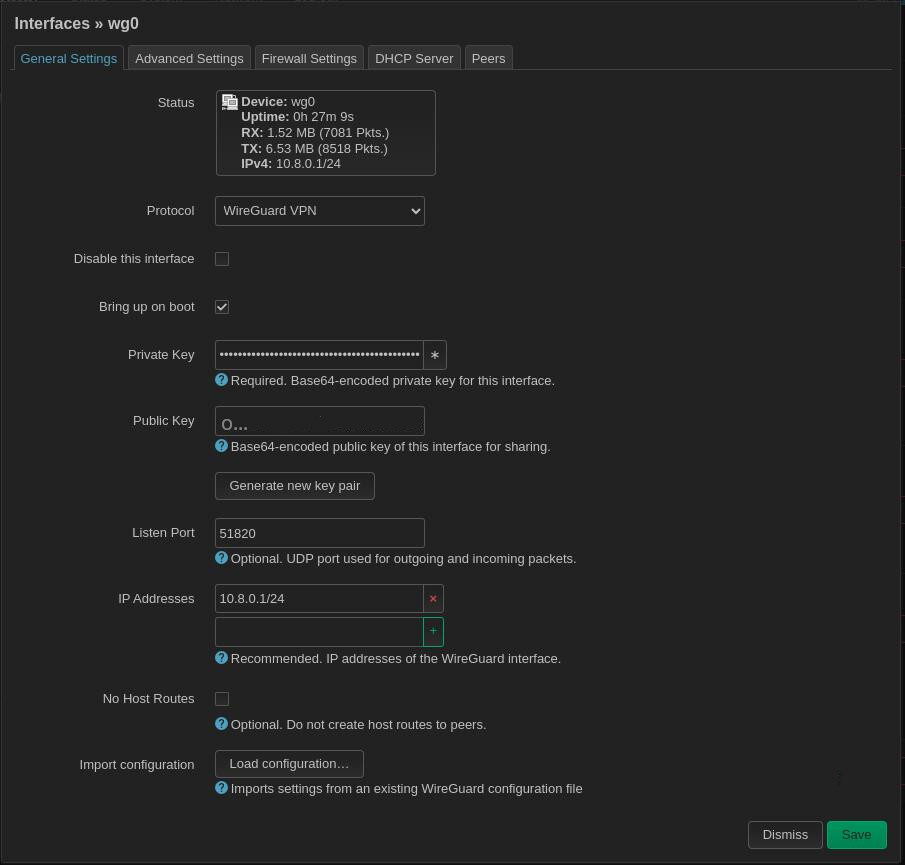 Interfaces » wg0
General Settings Advanced Settings Firewall Settings DHCP Server Peers
Status
Device: wg0
Uptime: 0h 27m 9s
RX: 1.52 MB (7081 Pkts.)
TX: 6.53 MB (8518 Pkts.)
IPv4: 10.8.0.1/24
Protocol WireGuard VPN
Disable this interface
Bring up on boot
Private Key •••••••••••••••••••••••••••••••••••••••••••• *
Required. Base64-encoded private key for this interface.
Public Key o...
Base64-encoded public key of this interface for sharing.
Generate new key pair
Listen Port 51820
Optional. UDP port used for outgoing and incoming packets.
IP Addresses 10.8.0.1/24 ×
+
Recommended. IP addresses of the WireGuard interface.
No Host Routes
Optional. Do not create host routes to peers.
Import configuration Load configuration…
Imports settings from an existing WireGuard configuration file
Dismiss Save